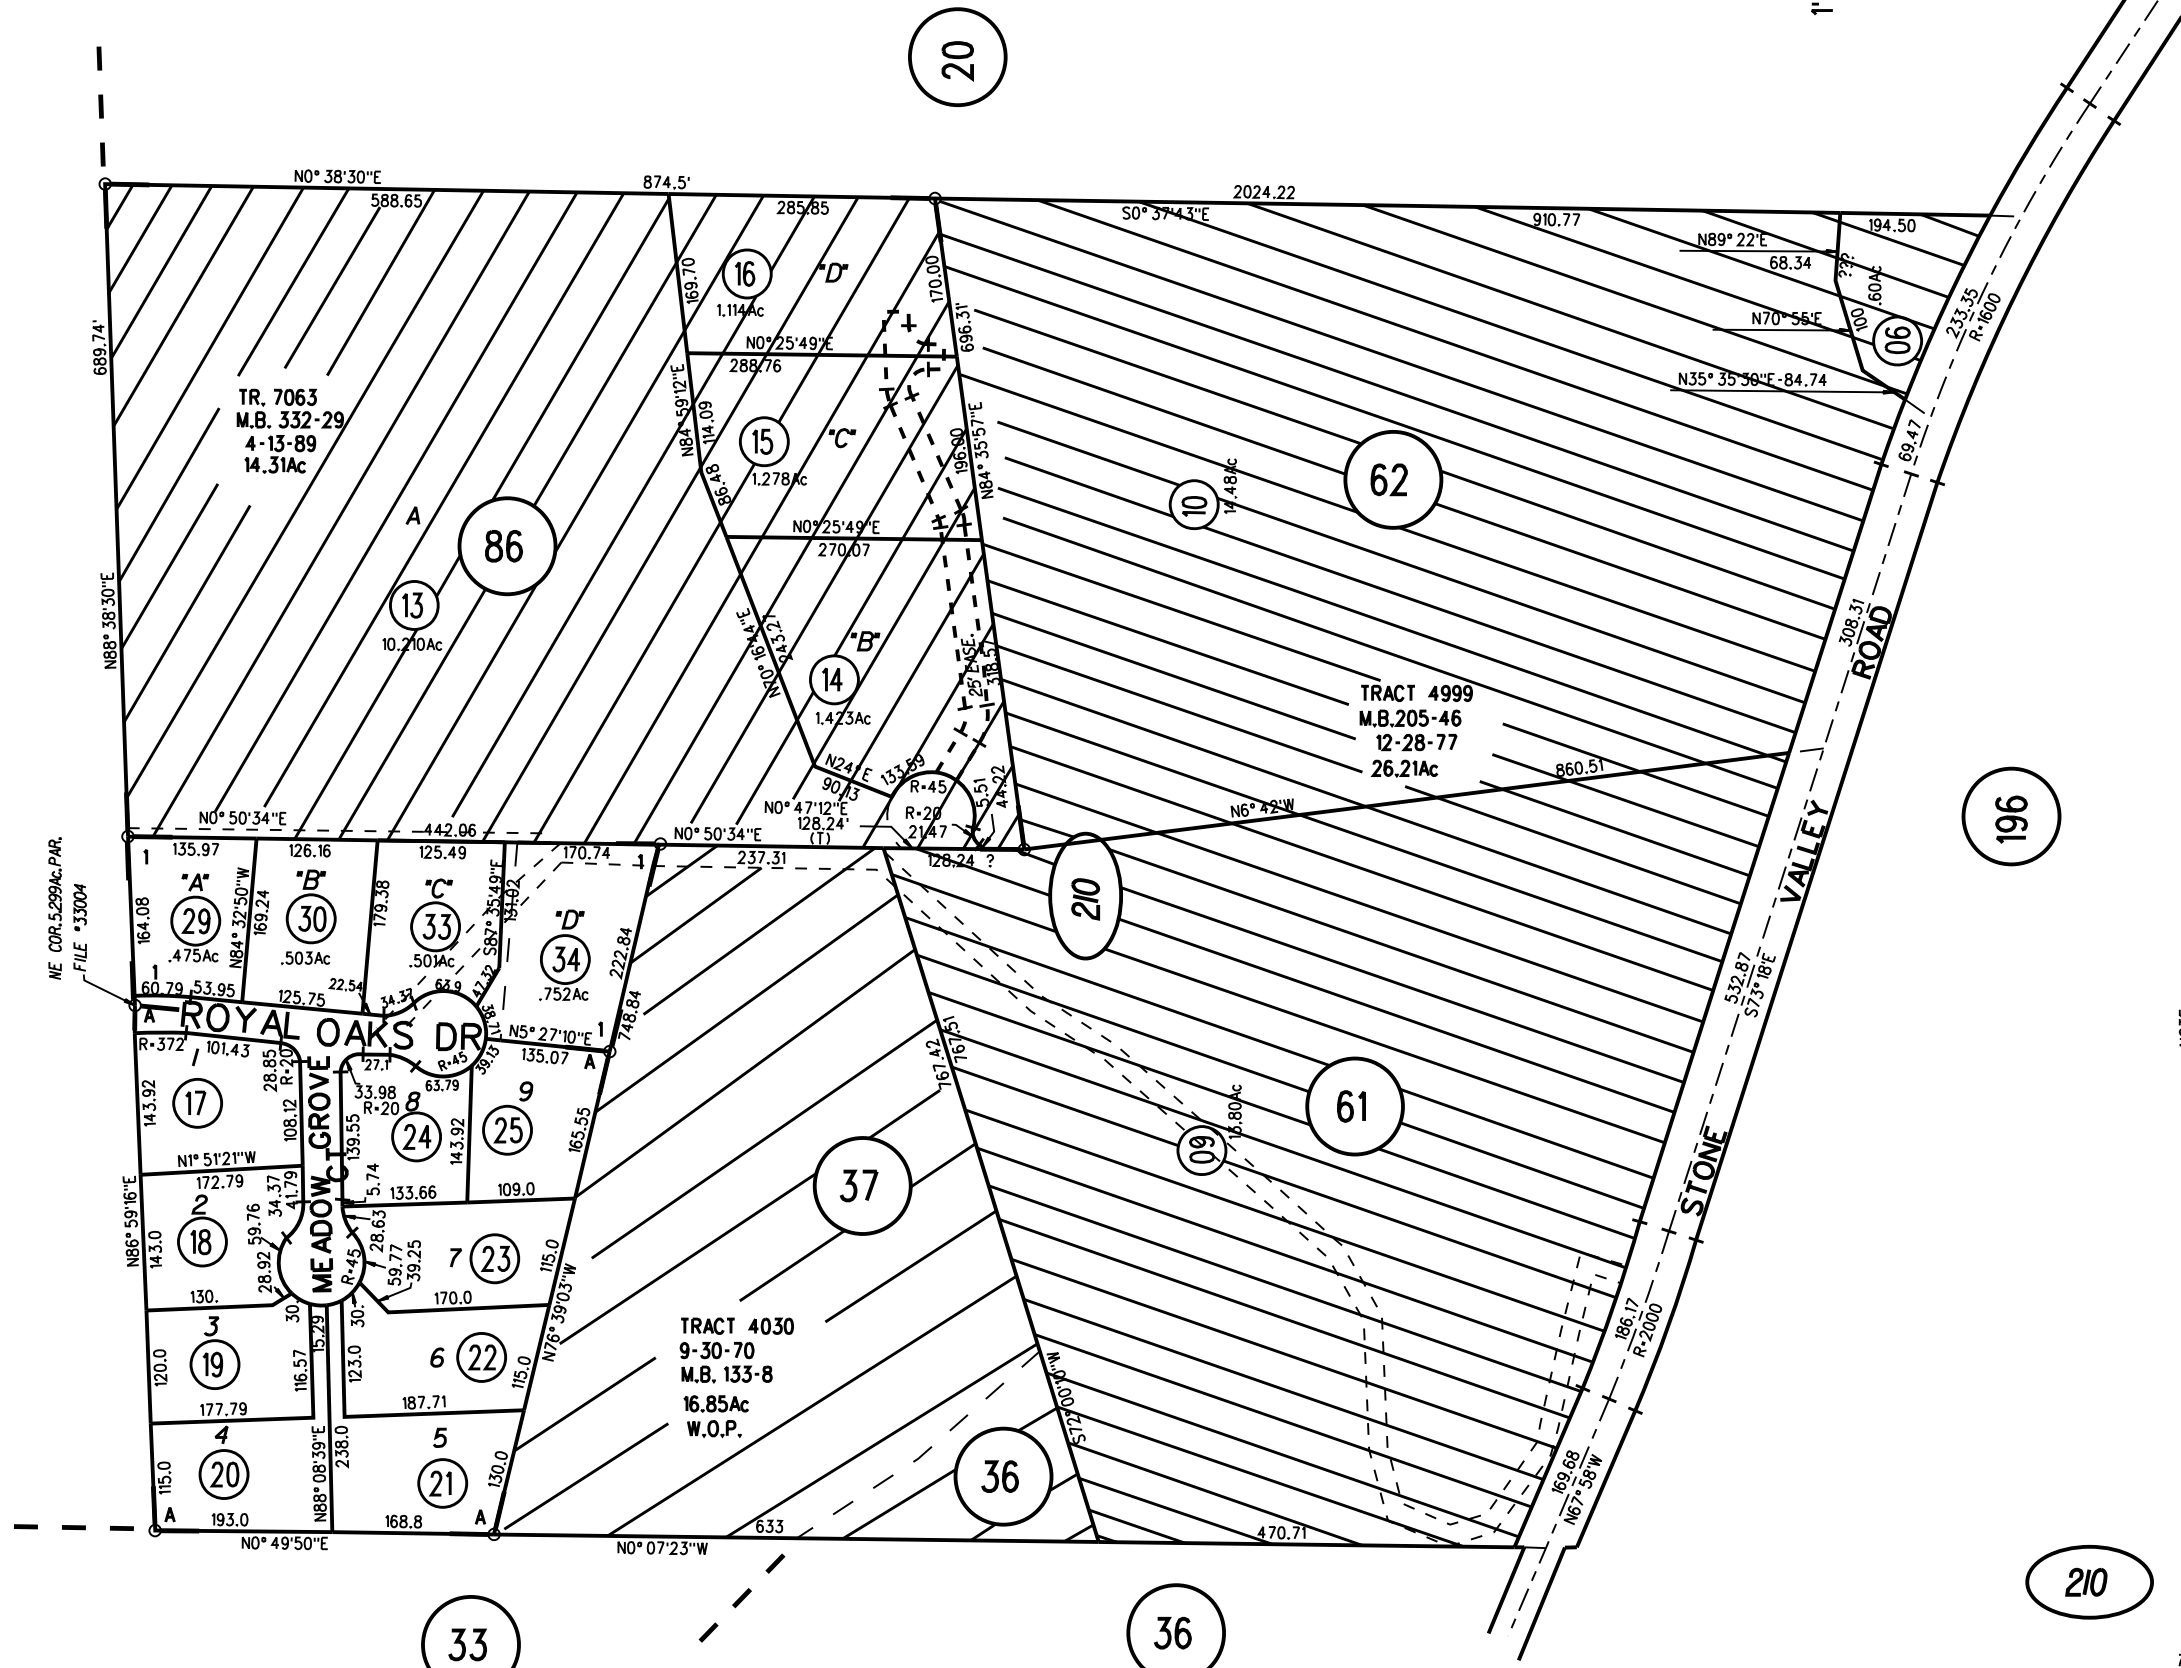 20
1"
N0° 38'30"E
588.65
874.5'
285.85
2024.22
S0° 37'43"E
910.77
194.50
N89° 22'E
68.34
???
.60Ac
100
06
N70° 55'E
N35° 35'30"E-84.74
233.35
R=1600
69.47
689.74'
N88° 38'30"E
TR. 7063
M.B. 332-29
4-13-89
14.31Ac
A
86
13
10.210Ac
169.70
16
"D"
1.114Ac
170.00
696.31'
N0°25'49"E
288.76
N84°59'12"E
114.09
15
"C"
1.278Ac
196.00
N84° 35'57"E
86.48
N0°25'49"E
270.07
N70° 16'14"E
243.27
"B"
14
1.423Ac
25' EASE.
318.57
N24°E
90.13
133.59
R=45
R=20
21.47
5.51
44.22
N0° 47'12"E
128.24'
(T)
62
10
14.48Ac
TRACT 4999
M.B.205-46
12-28-77
26.21Ac
860.51
N6° 42'W
308.31
STONE VALLEY ROAD
196
210
532.87
S73° 18'E
N0° 50'34"E
442.06
N0° 50'34"E
135.97
126.16
125.49
170.74
237.31
128.24 ?
1
1
NE COR.5299Ac.PAR.
FILE "33004
164.08
"A"
29
.475Ac
N84° 32'50"W
169.24
"B"
30
.503Ac
179.38
"C"
33
.501Ac
S87° 35'49"E
131.02
"D"
34
.752Ac
222.84
748.84
1
60.79
53.95
125.75
22.54
34.37
63.9
47.32
38.71
A
ROYAL OAKS DR
N5° 27'10"E
135.07
1
A
R=372
101.43
28.85
R=20
27.1
R=45
39.13
63.79
33.98
R=20
143.92
17
108.12
139.55
8
24
143.92
9
25
165.55
N1° 51'21"W
172.79
34.37
41.79
5.74
133.66
109.0
MEADOW GROVE CT
N86° 59'16"E
2
18
143.0
59.76
28.92
28.63
59.77
39.25
R=45
7
23
115.0
130.
30.
30.
170.0
N76° 39'03"W
3
19
120.0
116.57
15.29
123.0
6
22
115.0
177.79
187.71
4
20
115.0
N88° 08'39"E
238.0
5
21
130.0
A
193.0
168.8
A
N0° 49'50"E
N0° 07'23"W
633
767.42
767.51
37
TRACT 4030
9-30-70
M.B. 133-8
16.85Ac
W.O.P.
36
S72° 00'10"W
61
09
13.80Ac
186.17
R=2000
169.68
N67° 58'W
470.71
33
36
210